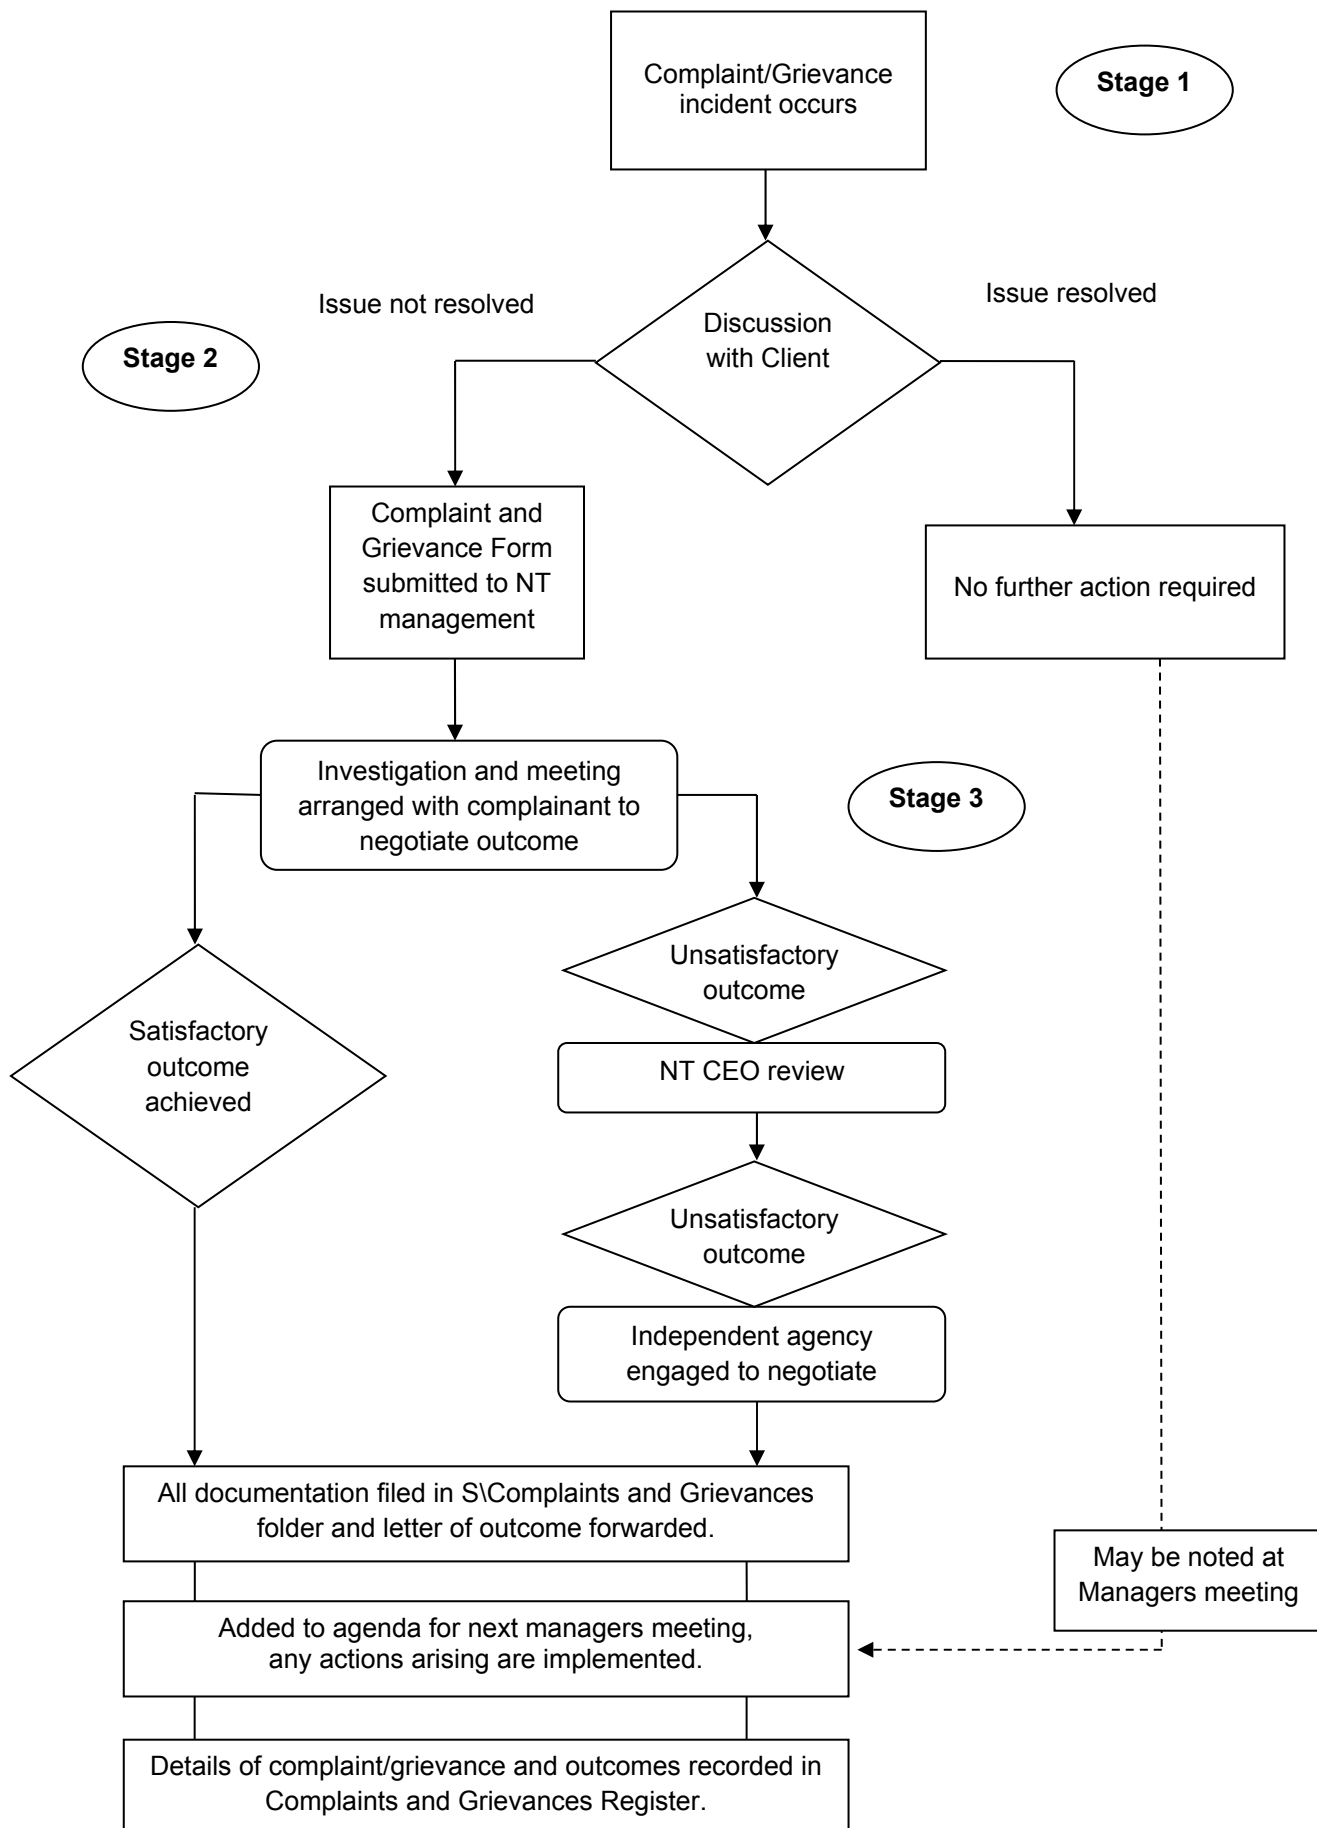 Complaint/Grievance
incident occurs
Stage 1
Issue not resolved
Issue resolved
Discussion
with Client
Stage 2
Complaint and
Grievance Form
submitted to NT
management
No further action required
Investigation and meeting
arranged with complainant to
negotiate outcome
Stage 3
Unsatisfactory
outcome
Satisfactory
outcome
achieved
NT CEO review
Unsatisfactory
outcome
Independent agency
engaged to negotiate
All documentation filed in S\Complaints and Grievances
folder and letter of outcome forwarded.
May be noted at
Managers meeting
Added to agenda for next managers meeting,
any actions arising are implemented.
Details of complaint/grievance and outcomes recorded in
Complaints and Grievances Register.